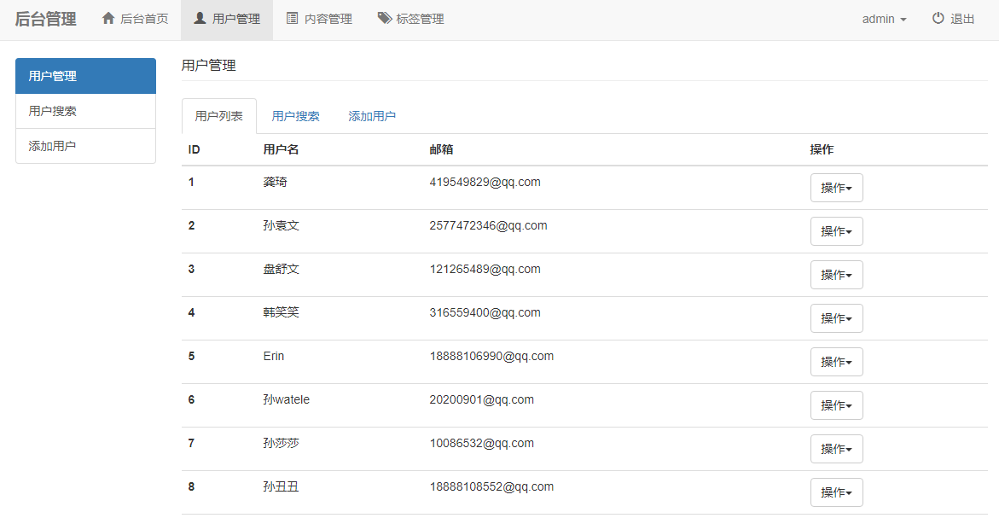 后台管理 后台首页 用户管理 内容管理 标签管理 admin 退出
用户管理
用户搜索
添加用户
用户管理
用户列表 用户搜索 添加用户
ID 用户名 邮箱 操作
1 龚琦 419549829@qq.com 操作
2 孙袁文 2577472346@qq.com 操作
3 盘舒文 121265489@qq.com 操作
4 韩笑笑 316559400@qq.com 操作
5 Erin 18888106990@qq.com 操作
6 孙watele 20200901@qq.com 操作
7 孙莎莎 10086532@qq.com 操作
8 孙丑丑 18888108552@qq.com 操作